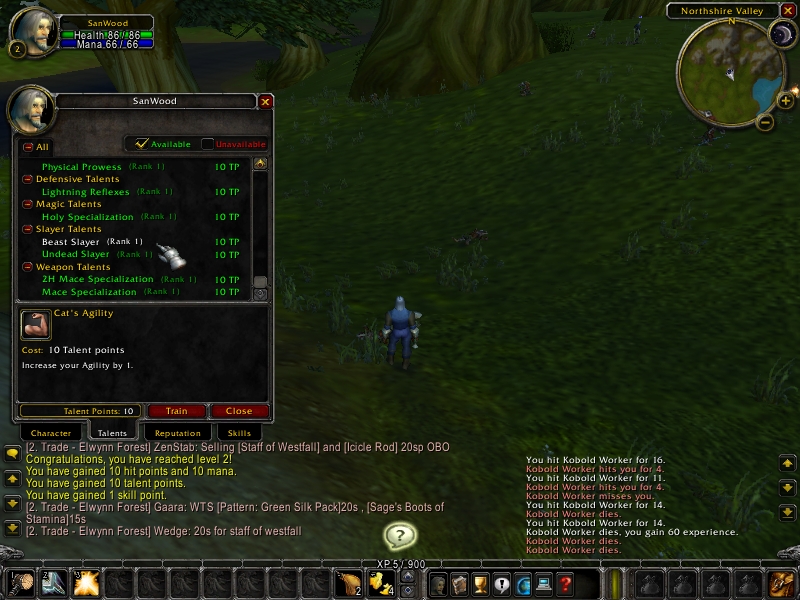 SanWood
Health 86 / 86
Mana 66 / 66
2
Northshire Valley
N
SanWood
All
Available
Unavailable
Physical Prowess (Rank 1) 10 TP
Defensive Talents
Lightning Reflexes (Rank 1) 10 TP
Magic Talents
Holy Specialization (Rank 1) 10 TP
Slayer Talents
Beast Slayer (Rank 1) 10 TP
Undead Slayer (Rank 1) 10 TP
Weapon Talents
2H Mace Specialization (Rank 1) 10 TP
Mace Specialization (Rank 1) 10 TP
Cat's Agility
Cost: 10 Talent points
Increase your Agility by 1.
Talent Points: 10
Train
Close
Character
Talents
Reputation
Skills
[2. Trade - Elwynn Forest] ZenStab: Selling [Staff of Westfall] and [Icicle Rod] 20sp OBO
Congratulations, you have reached level 2!
You have gained 10 hit points and 10 mana.
You have gained 10 talent points.
You have gained 1 skill point.
[2. Trade - Elwynn Forest] Gaara: WTS [Pattern: Green Silk Pack]20s , [Sage's Boots of
Stamina]15s
[2. Trade - Elwynn Forest] Wedge: 20s for staff of westfall
You hit Kobold Worker for 16.
Kobold Worker hits you for 4.
You hit Kobold Worker for 11.
Kobold Worker hits you for 4.
Kobold Worker misses you.
You hit Kobold Worker for 14.
Kobold Worker dies.
You hit Kobold Worker for 14.
Kobold Worker dies, you gain 60 experience.
Kobold Worker dies.
Kobold Worker dies.
?
XP 5 / 900
2
3
2
4
!
?